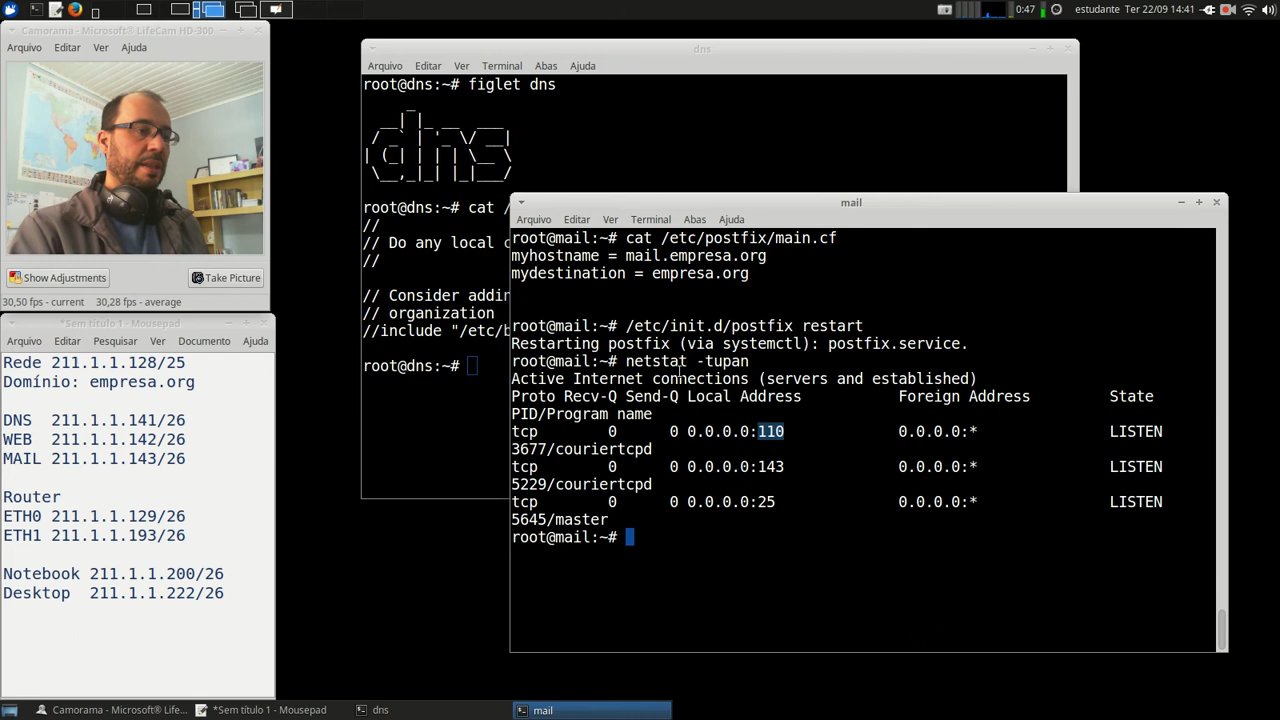 0:47 estudante Ter 22/09 14:41
Camorama - Microsoft® LifeCam HD-300
Arquivo Editar Ver Ajuda
Show Adjustments Take Picture
30,50 fps - current 30,28 fps - average
*Sem título 1 - Mousepad
Arquivo Editar Pesquisar Ver Documento Ajuda
Rede 211.1.1.128/25
Domínio: empresa.org
DNS 211.1.1.141/26
WEB 211.1.1.142/26
MAIL 211.1.1.143/26
Router
ETH0 211.1.1.129/26
ETH1 211.1.1.193/26
Notebook 211.1.1.200/26
Desktop 211.1.1.222/26
dns
Arquivo Editar Ver Terminal Abas Ajuda
root@dns:~# figlet dns
dns
root@dns:~# cat /
//
// Do any local c
//
// Consider addin
// organization
//include "/etc/b
root@dns:~#
mail
Arquivo Editar Ver Terminal Abas Ajuda
root@mail:~# cat /etc/postfix/main.cf
myhostname = mail.empresa.org
mydestination = empresa.org
root@mail:~# /etc/init.d/postfix restart
Restarting postfix (via systemctl): postfix.service.
root@mail:~# netstat -tupan
Active Internet connections (servers and established)
Proto Recv-Q Send-Q Local Address Foreign Address State
PID/Program name
tcp 0 0 0.0.0.0:110 0.0.0.0:* LISTEN
3677/couriertcpd
tcp 0 0 0.0.0.0:143 0.0.0.0:* LISTEN
5229/couriertcpd
tcp 0 0 0.0.0.0:25 0.0.0.0:* LISTEN
5645/master
root@mail:~#
Camorama - Microsoft® LifeC... *Sem título 1 - Mousepad dns mail